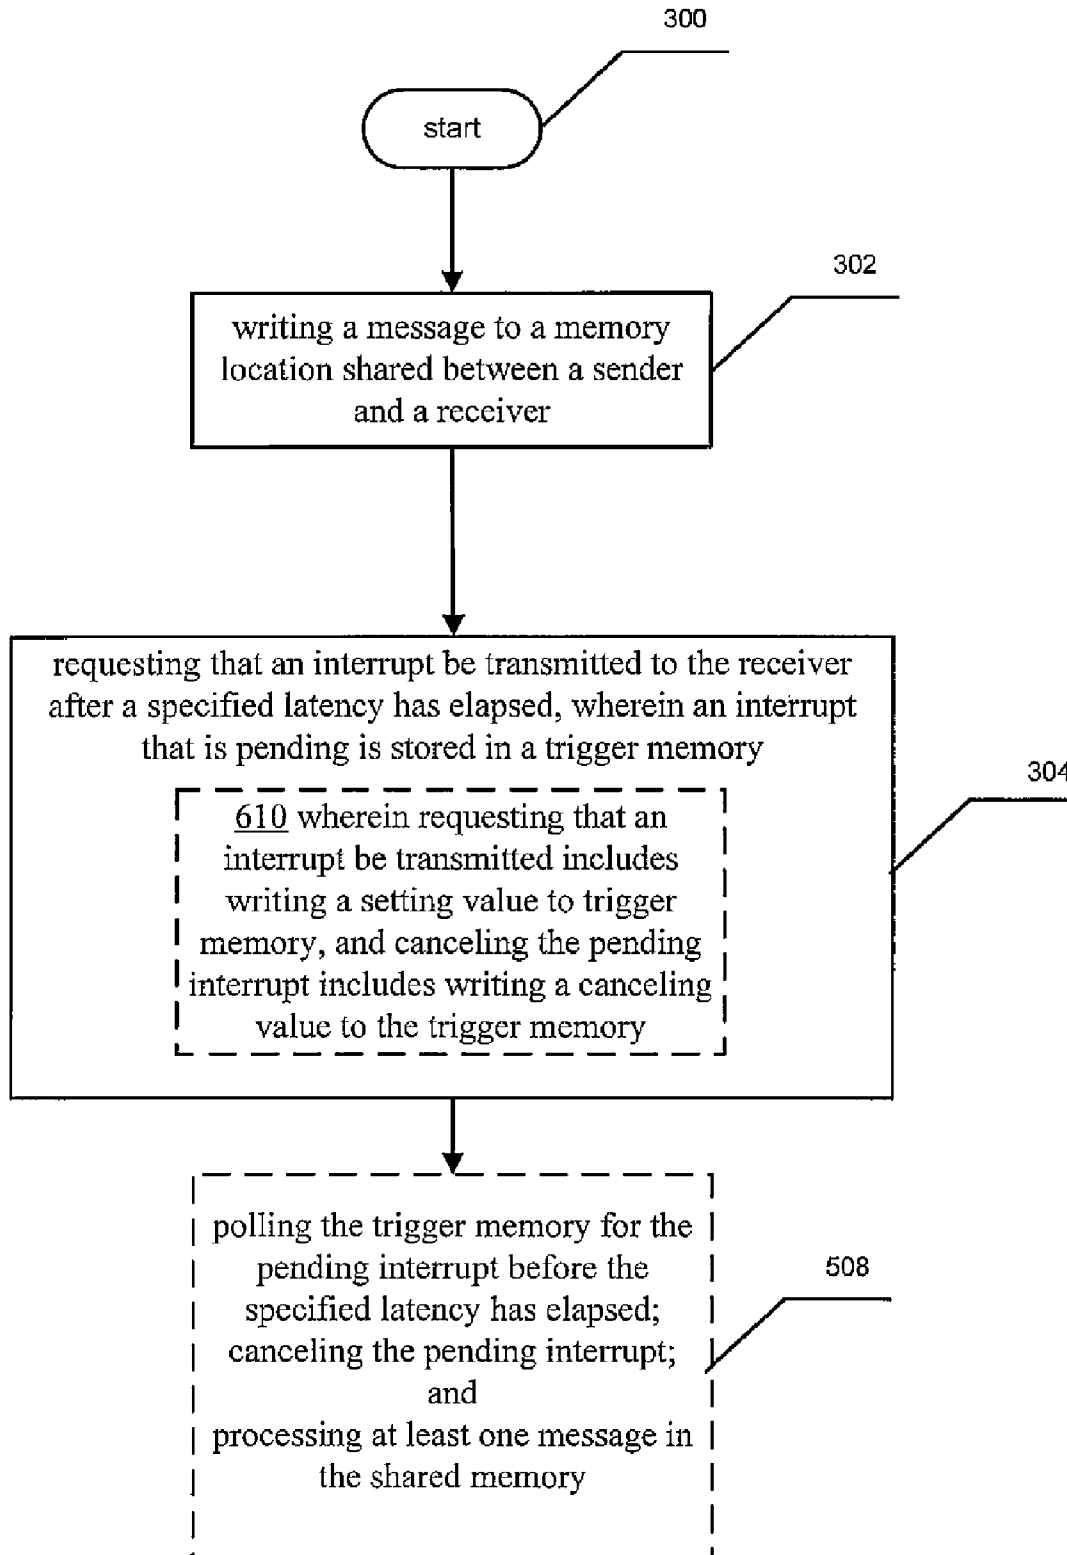 300
start
302
writing a message to a memory
location shared between a sender
and a receiver
requesting that an interrupt be transmitted to the receiver
after a specified latency has elapsed, wherein an interrupt
that is pending is stored in a trigger memory
304
610 wherein requesting that an
interrupt be transmitted includes
writing a setting value to trigger
memory, and canceling the pending
interrupt includes writing a canceling
value to the trigger memory
polling the trigger memory for the
pending interrupt before the
specified latency has elapsed;
canceling the pending interrupt;
and
processing at least one message in
the shared memory
508